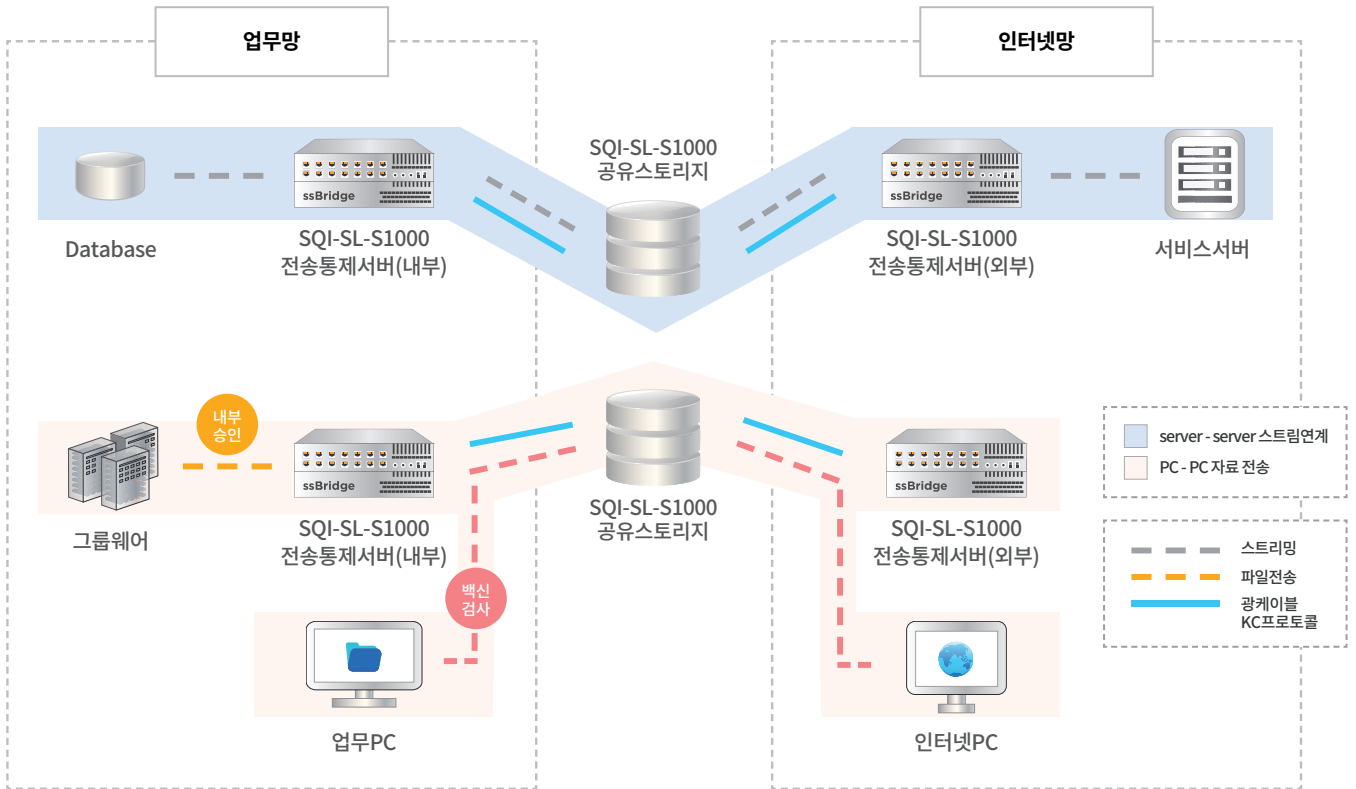 업무망
인터넷망
SQI-SL-S1000
공유스토리지
ssBridge
ssBridge
Database
SQI-SL-S1000
전송통제서버(내부)
SQI-SL-S1000
전송통제서버(외부)
서비스서버
내부
승인
ssBridge
ssBridge
그룹웨어
SQI-SL-S1000
전송통제서버(내부)
SQI-SL-S1000
공유스토리지
SQI-SL-S1000
전송통제서버(외부)
백신
검사
업무PC
인터넷PC
server - server 스트림연계
PC - PC 자료 전송
스트리밍
파일전송
광케이블
KC프로토콜